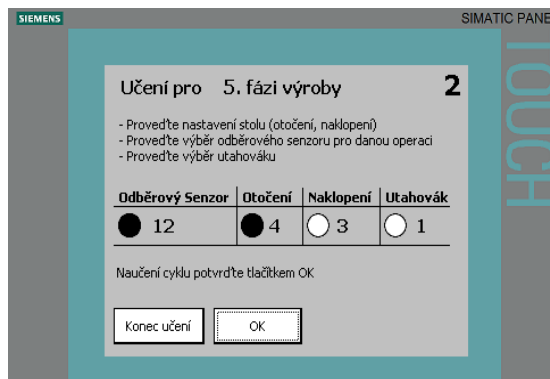 SIEMENS
SIMATIC PANE
TOUCH
Učení pro 5. fázi výroby 2
- Proveďte nastavení stolu (otočení, naklopení)
- Proveďte výběr odběrového senzoru pro danou operaci
- Proveďte výběr utahováku
Odběrový Senzor Otočení Naklopení Utahovák
12 4 3 1
Naučení cyklu potvrďte tlačítkem OK
Konec učení OK